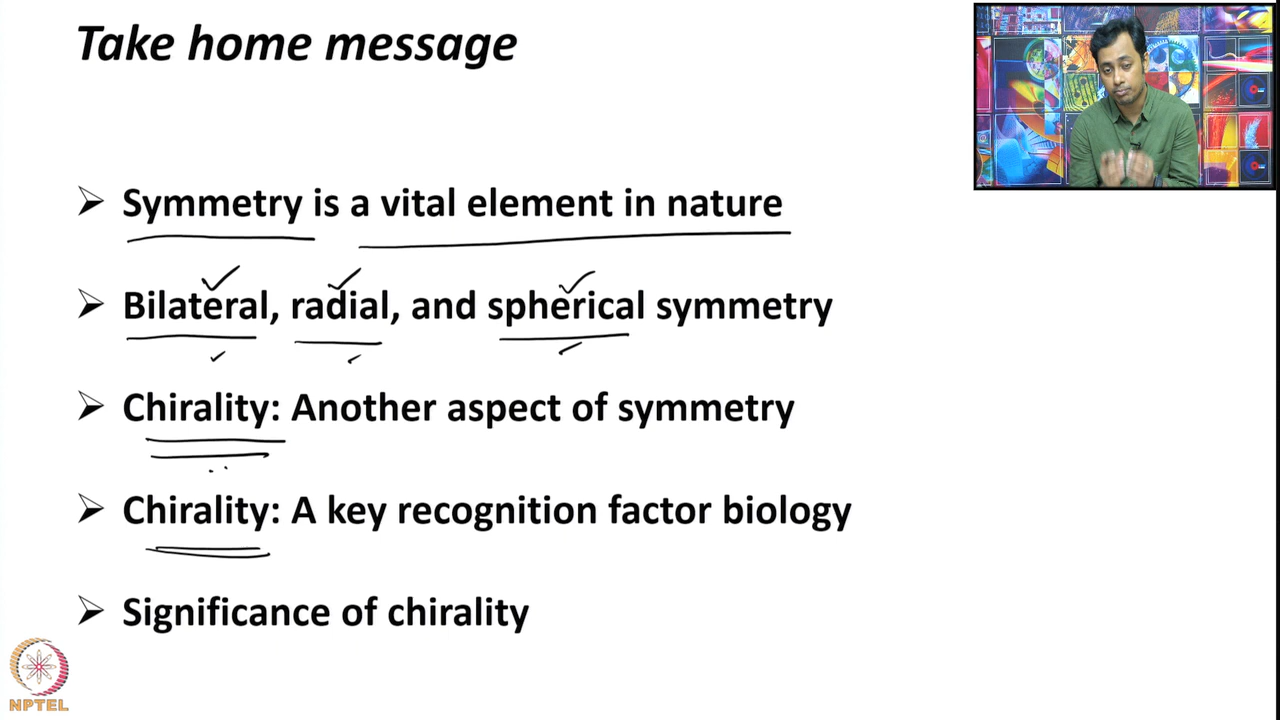 Take home message
➤ Symmetry is a vital element in nature
➤ Bilateral, radial, and spherical symmetry
➤ Chirality: Another aspect of symmetry
➤ Chirality: A key recognition factor biology
➤ Significance of chirality
NPTEL